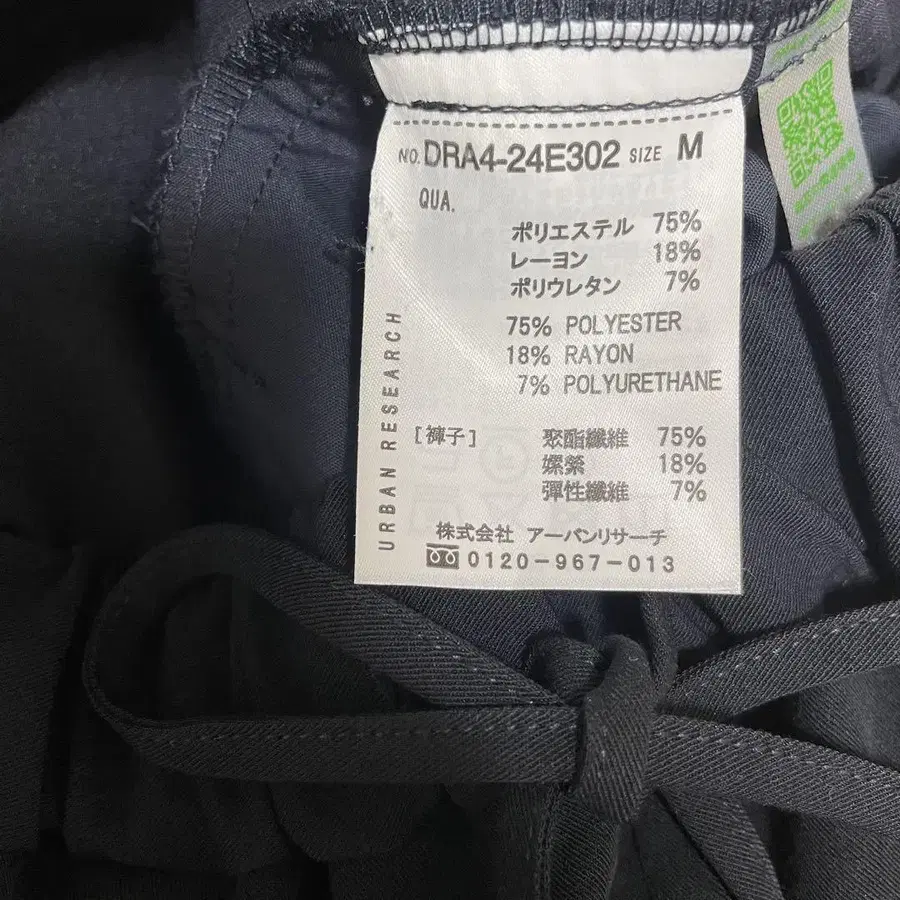 NO. DRA4-24E302 SIZE M
QUA.
ポリエステル 75%
レーヨン 18%
ポリウレタン 7%
75% POLYESTER
18% RAYON
7% POLYURETHANE
[褲子] 聚酯纖維 75%
嫘縈 18%
彈性纖維 7%
URBAN RESEARCH
株式会社 アーバンリサーチ
0120-967-013